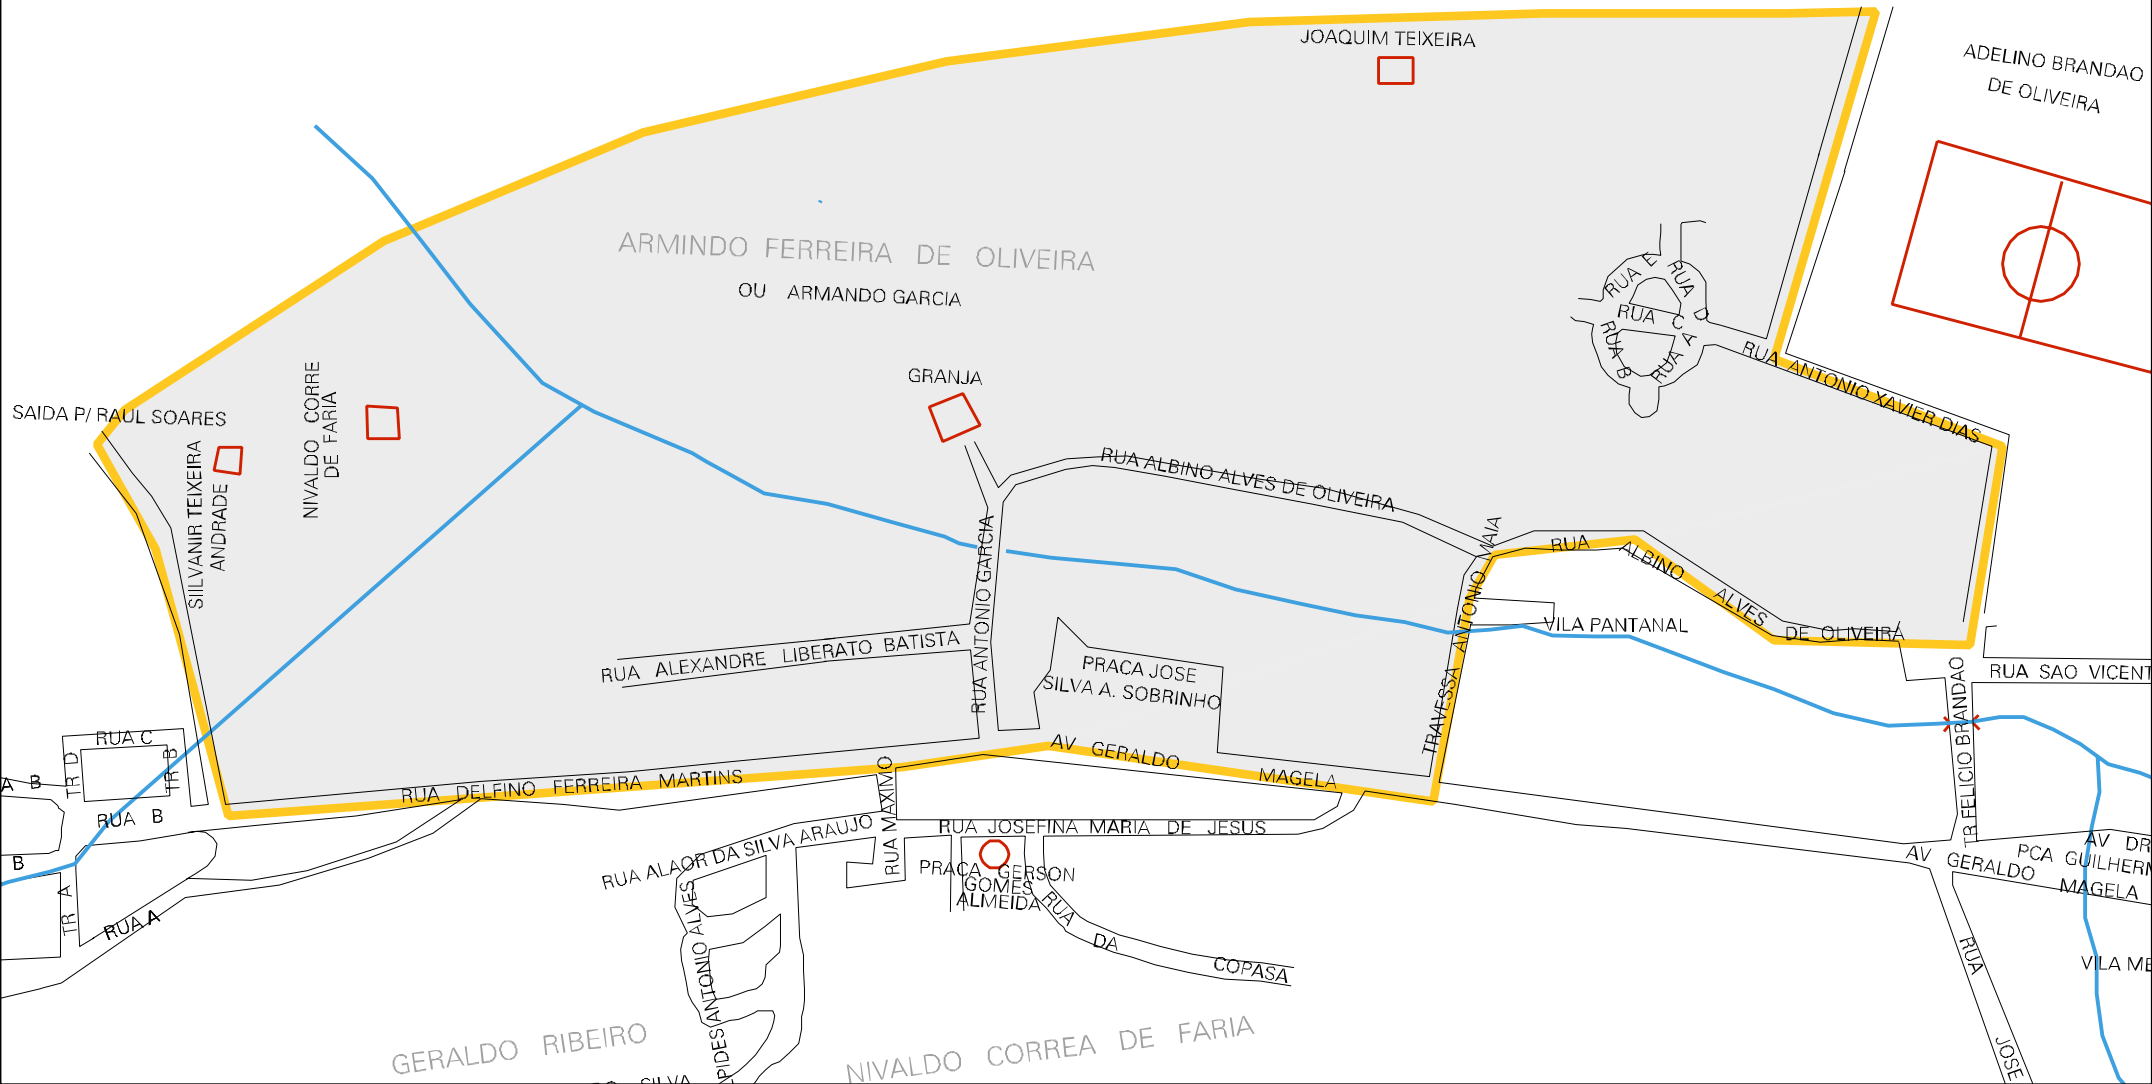 JOAQUIM TEIXEIRA
ADELINO BRANDAO
DE OLIVEIRA
ARMINDO FERREIRA DE OLIVEIRA
OU ARMANDO GARCIA
RUA E
RUA D
RUA C
RUA B
RUA A
RUA ANTONIO XAVIER DIAS
GRANJA
SAIDA P/ RAUL SOARES
NIVALDO CORRE
DE FARIA
SIILVANIR TEIXEIRA
ANDRADE
RUA ALBINO ALVES DE OLIVEIRA
RUA ANTONIO GARCIA
TRAVESSA ANTONIO MAIA
RUA ALBINO ALVES DE OLIVEIRA
VILA PANTANAL
RUA ALEXANDRE LIBERATO BATISTA
PRACA JOSE
SILVA A. SOBRINHO
RUA SAO VICENT
TR FELICIO BRANDAO
RUA C
TR D
TR B
A B
RUA B
B
TR A
RUA A
RUA DELFINO FERREIRA MARTINS
AV GERALDO MAGELA
RUA MAXIMO
RUA JOSEFINA MARIA DE JESUS
RUA ALAOR DA SILVA ARAUJO
PRACA GERSON
GOMES
ALMEIDA
RUA DA COPASA
AV GERALDO MAGELA
AV DR
PCA GUILHERM
VILA ME
RUA JOSE
PIDES ANTONIO ALVES
GERALDO RIBEIRO
NIVALDO CORREA DE FARIA
SILVA